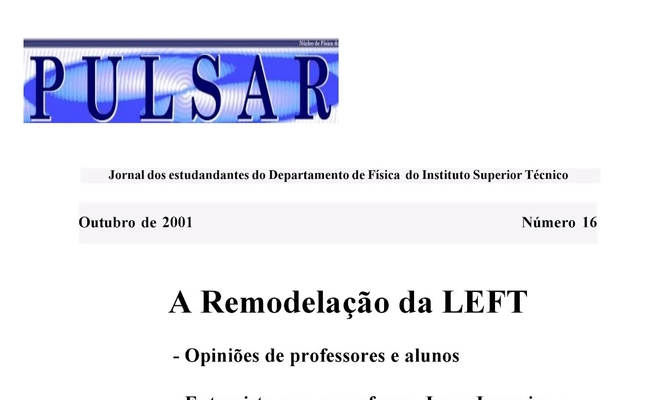 Núcleo de Física do
PULSAR
Jornal dos estudandantes do Departamento de Física do Instituto Superior Técnico
Outubro de 2001 Número 16
A Remodelação da LEFT
- Opiniões de professores e alunos